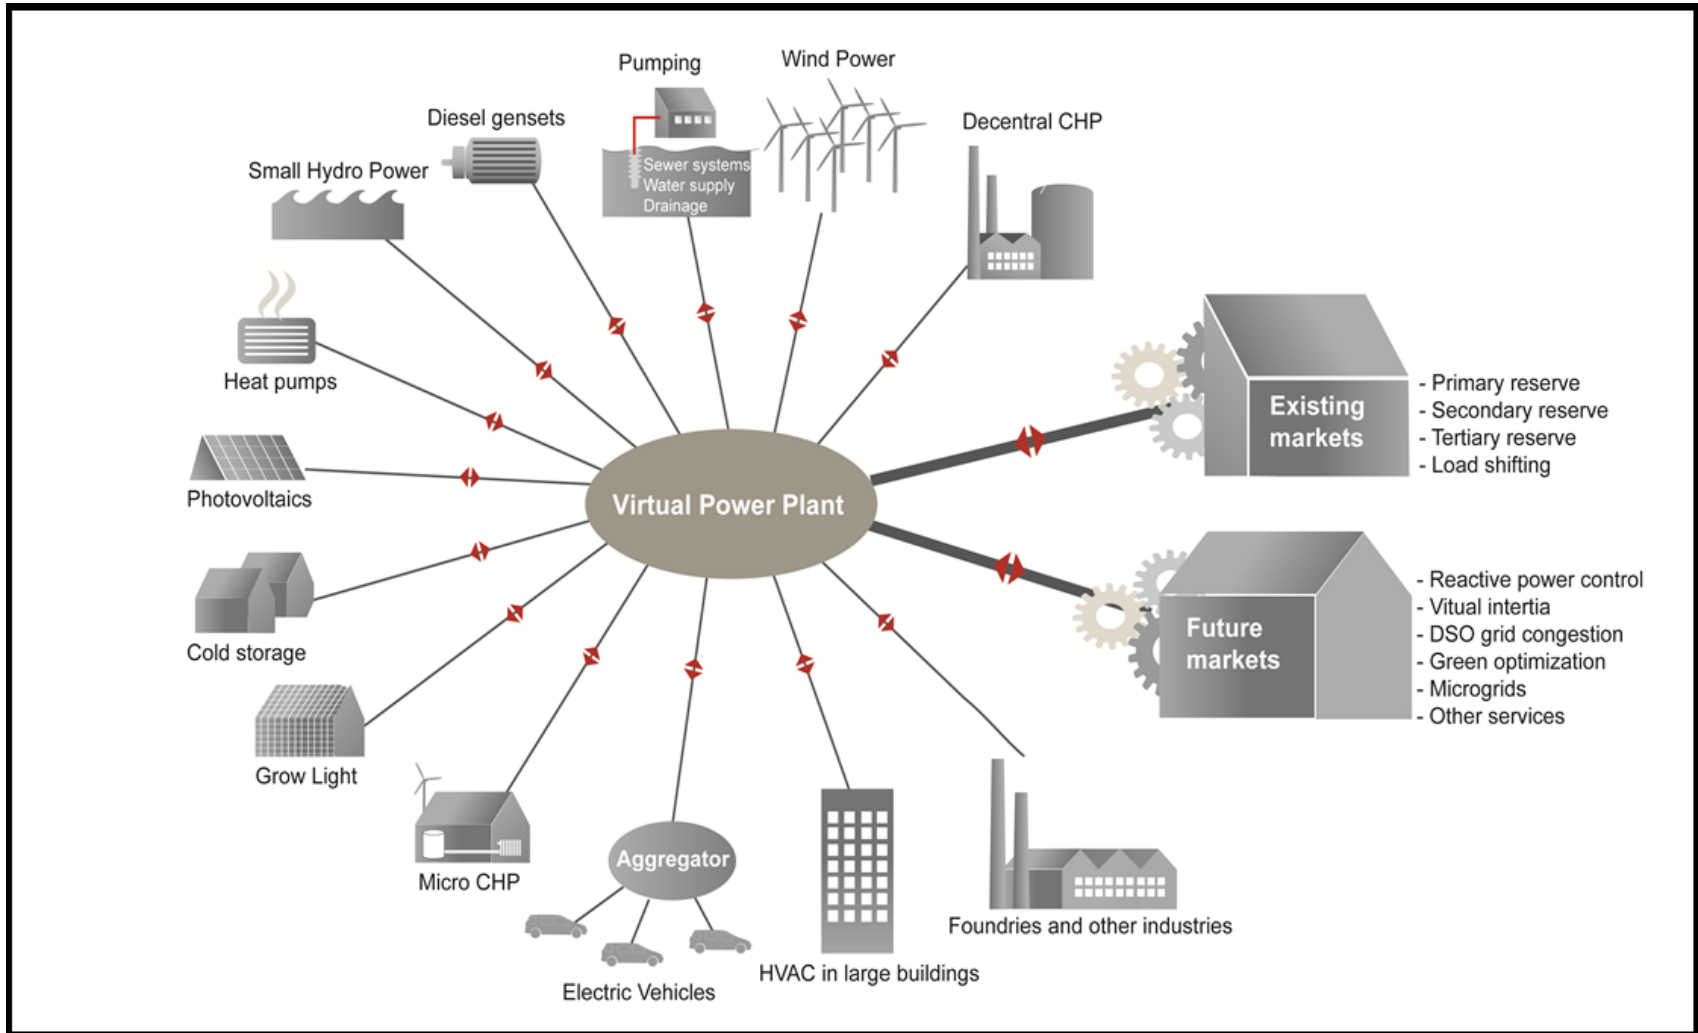 Pumping
Wind Power
Diesel gensets
Decentral CHP
Small Hydro Power
Sewer systems
Water supply
Drainage
Heat pumps
Existing
markets
- Primary reserve
- Secondary reserve
- Tertiary reserve
- Load shifting
Photovoltaics
Virtual Power Plant
Cold storage
Future
markets
- Reactive power control
- Vitual intertia
- DSO grid congestion
- Green optimization
- Microgrids
- Other services
Grow Light
Micro CHP
Aggregator
Electric Vehicles
HVAC in large buildings
Foundries and other industries